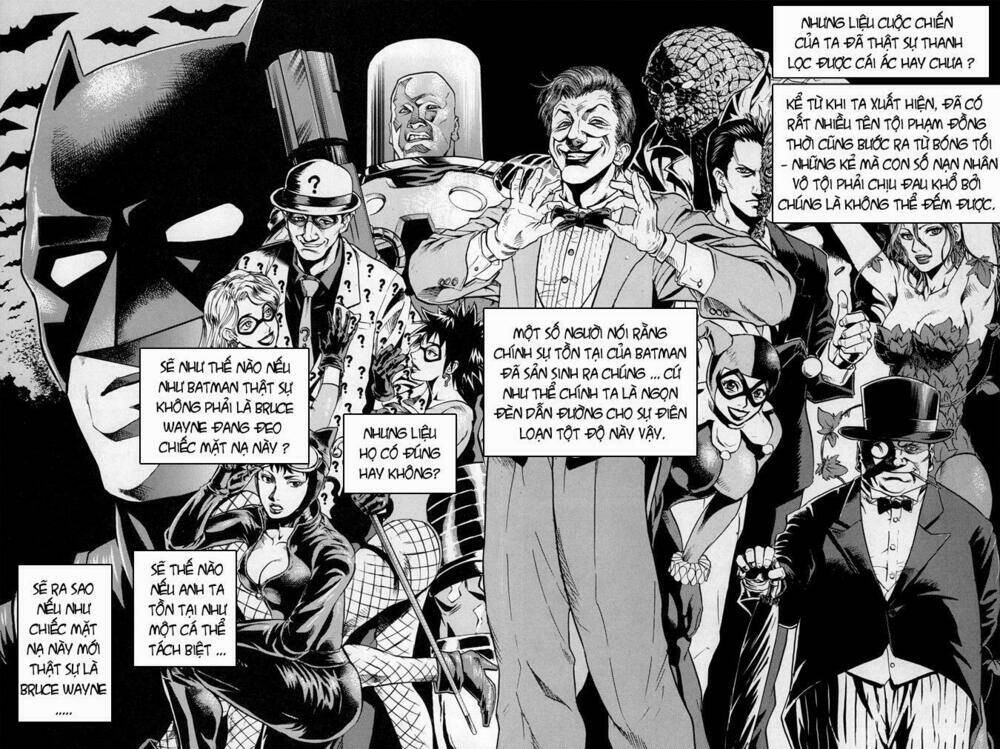 NHƯNG LIỆU CUỘC CHIẾN
CỦA TA ĐÃ THẬT SỰ THANH
LỌC ĐƯỢC CÁI ÁC HAY CHƯA ?
KỂ TỪ KHI TA XUẤT HIỆN, ĐÃ CÓ
RẤT NHIỀU TÊN TỘI PHẠM ĐỒNG
THỜI CŨNG BƯỚC RA TỪ BÓNG TỐI
- NHỮNG KẺ MÀ CON SỐ NẠN NHÂN
VÔ TỘI PHẢI CHỊU ĐAU KHỔ BỞI
CHÚNG LÀ KHÔNG THỂ ĐẾM ĐƯỢC.
MỘT SỐ NGƯỜI NÓI RẰNG
CHÍNH SỰ TỒN TẠI CỦA BATMAN
ĐÃ SẢN SINH RA CHÚNG ... CỨ
NHƯ THỂ CHÍNH TA LÀ NGỌN
ĐÈN DẪN ĐƯỜNG CHO SỰ ĐIÊN
LOẠN TỘT ĐỘ NÀY VẬY.
NHƯNG LIỆU
HỌ CÓ ĐÚNG
HAY KHÔNG?
SẼ NHƯ THẾ NÀO NẾU
NHƯ BATMAN THẬT SỰ
KHÔNG PHẢI LÀ BRUCE
WAYNE ĐANG ĐEO
CHIẾC MẶT NẠ NÀY ?
SẼ THẾ NÀO
NẾU ANH TA
TỒN TẠI NHƯ
MỘT CÁ THỂ
TÁCH BIỆT ...
SẼ RA SAO
NẾU NHƯ
CHIẾC MẶT
NẠ NÀY MỚI
THẬT SỰ LÀ
BRUCE WAYNE
.....